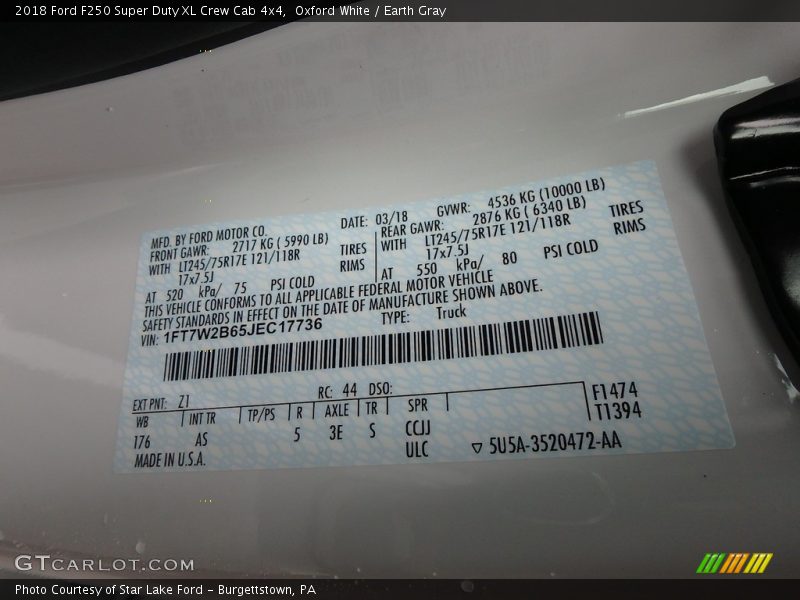 2018 Ford F250 Super Duty XL Crew Cab 4x4, Oxford White / Earth Gray
MFD. BY FORD MOTOR CO.
DATE: 03/18
GVWR: 4536 KG (10000 LB)
FRONT GAWR: 2717 KG ( 5990 LB)
REAR GAWR: 2876 KG ( 6340 LB)
WITH LT245/75R17E 121/118R TIRES
WITH LT245/75R17E 121/118R TIRES
17x7.5J RIMS
17x7.5J RIMS
AT 520 kPa/ 75 PSI COLD
AT 550 kPa/ 80 PSI COLD
THIS VEHICLE CONFORMS TO ALL APPLICABLE FEDERAL MOTOR VEHICLE
SAFETY STANDARDS IN EFFECT ON THE DATE OF MANUFACTURE SHOWN ABOVE.
VIN: 1FT7W2B65JEC17736
TYPE: Truck
EXT PNT: Z1 RC: 44 DSO:
WB INT TR TP/PS R AXLE TR SPR
176 AS 5 3E S CCJJ
ULC
F1474
T1394
MADE IN U.S.A.
▽ 5U5A-3520472-AA
GTCARLOT.COM
Photo Courtesy of Star Lake Ford - Burgettstown, PA